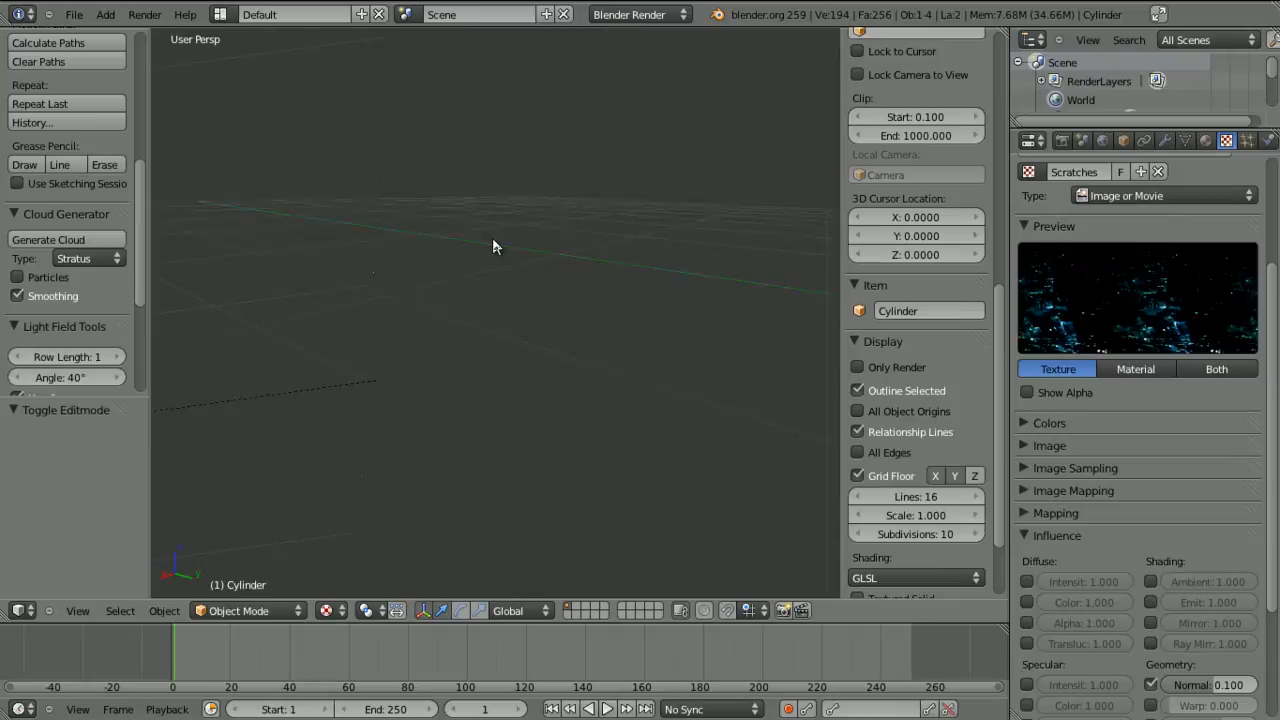 File Add Render Help Default Scene Blender Render blender.org 259 | Ve:194 | Fa:256 | Ob:1-4 | La:2 | Mem:7.68M (34.66M) | Cylinder
Calculate Paths
Clear Paths
Repeat:
Repeat Last
History...
Grease Pencil:
Draw Line Erase
Use Sketching Sessio
Cloud Generator
Generate Cloud
Type: Stratus
Particles
Smoothing
Light Field Tools
Row Length: 1
Angle: 40°
Toggle Editmode
User Persp
(1) Cylinder
z
y
Lock to Cursor
Lock Camera to View
Clip:
Start: 0.100
End: 1000.000
Local Camera:
Camera
3D Cursor Location:
X: 0.0000
Y: 0.0000
Z: 0.0000
Item
Cylinder
Display
Only Render
Outline Selected
All Object Origins
Relationship Lines
All Edges
Grid Floor X Y Z
Lines: 16
Scale: 1.000
Subdivisions: 10
Shading:
GLSL
Textured Solid
View Search All Scenes
Scene
RenderLayers |
World
Scratches F
Type: Image or Movie
Preview
Texture Material Both
Show Alpha
Colors
Image
Image Sampling
Image Mapping
Mapping
Influence
Diffuse: Shading:
Intensit: 1.000 Ambient: 1.000
Color: 1.000 Emit: 1.000
Alpha: 1.000 Mirror: 1.000
Transluc: 1.000 Ray Mirr: 1.000
Specular: Geometry:
Intensit: 1.000 Normal: 0.100
Color: 1.000 Warp: 0.000
View Select Object Object Mode Global
-40 -20 0 20 40 60 80 100 120 140 160 180 200 220 240 260
View Frame Playback Start: 1 End: 250 1 No Sync